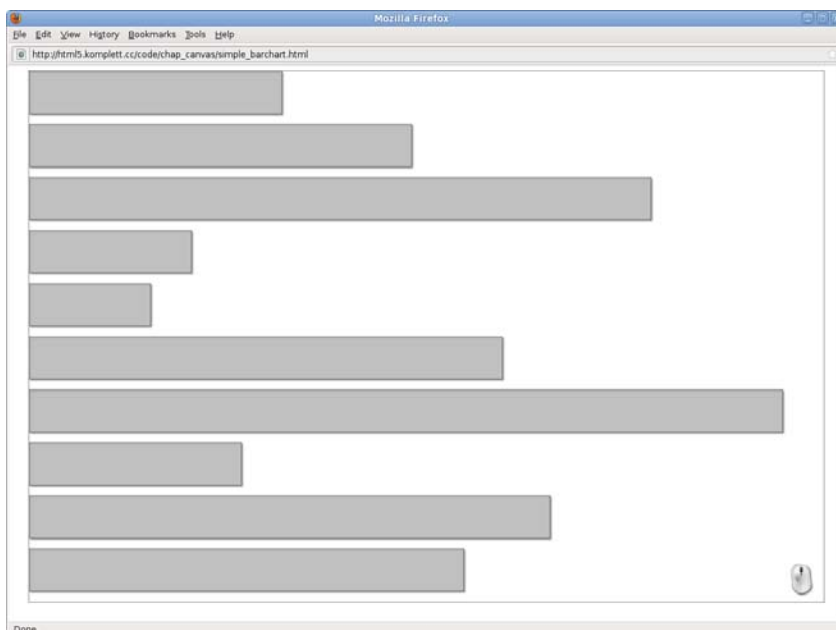 Mozilla Firefox
File Edit View History Bookmarks Tools Help
http://html5.komplett.cc/code/chap_canvas/simple_barchart.html
Done